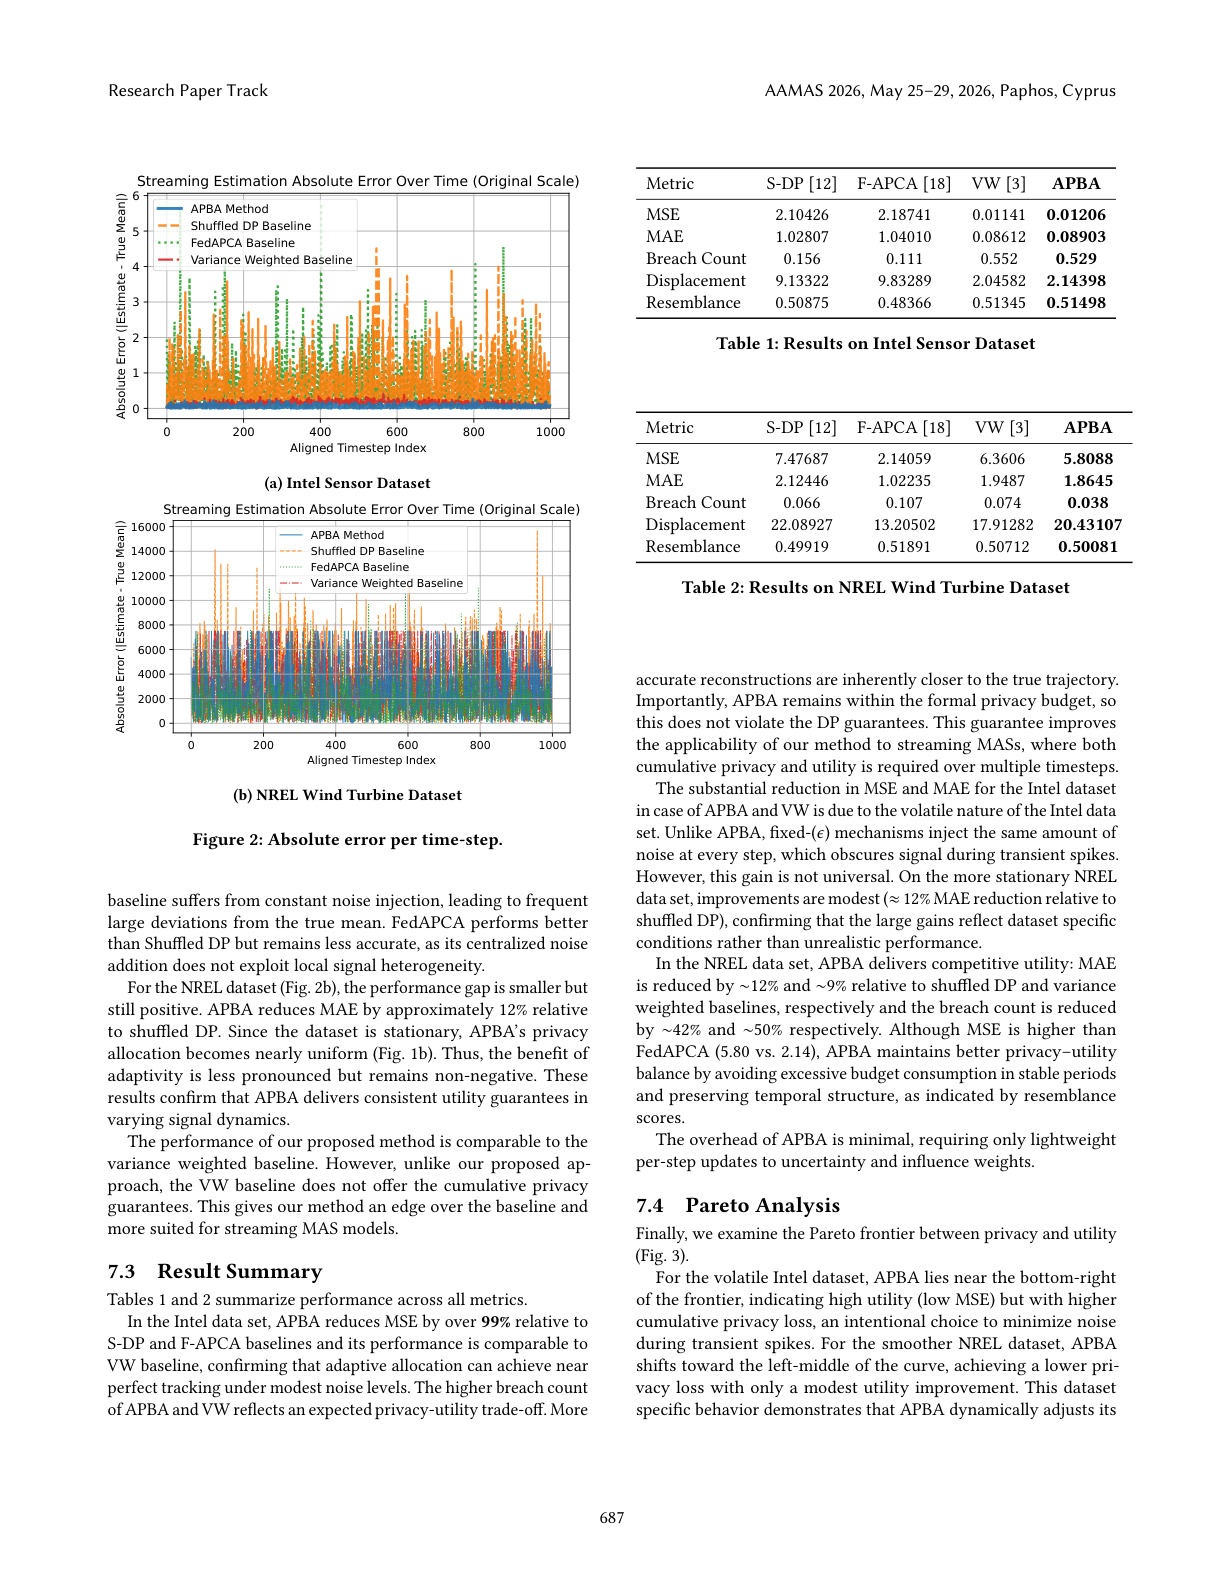 Research Paper Track
AAMAS 2026, May 25–29, 2026, Paphos, Cyprus
Streaming Estimation Absolute Error Over Time (Original Scale)
Absolute Error (|Estimate - True Mean|)
6
5
4
3
2
1
0
APBA Method
Shuffled DP Baseline
FedAPCA Baseline
Variance Weighted Baseline
0 200 400 600 800 1000
Aligned Timestep Index
(a) Intel Sensor Dataset
Streaming Estimation Absolute Error Over Time (Original Scale)
Absolute Error (|Estimate - True Mean|)
16000
14000
12000
10000
8000
6000
4000
2000
0
APBA Method
Shuffled DP Baseline
FedAPCA Baseline
Variance Weighted Baseline
0 200 400 600 800 1000
Aligned Timestep Index
(b) NREL Wind Turbine Dataset
Figure 2: Absolute error per time-step.
baseline suffers from constant noise injection, leading to frequent
large deviations from the true mean. FedAPCA performs better
than Shuffled DP but remains less accurate, as its centralized noise
addition does not exploit local signal heterogeneity.
For the NREL dataset (Fig. 2b), the performance gap is smaller but
still positive. APBA reduces MAE by approximately 12% relative
to shuffled DP. Since the dataset is stationary, APBA's privacy
allocation becomes nearly uniform (Fig. 1b). Thus, the benefit of
adaptivity is less pronounced but remains non-negative. These
results confirm that APBA delivers consistent utility guarantees in
varying signal dynamics.
The performance of our proposed method is comparable to the
variance weighted baseline. However, unlike our proposed ap-
proach, the VW baseline does not offer the cumulative privacy
guarantees. This gives our method an edge over the baseline and
more suited for streaming MAS models.
7.3 Result Summary
Tables 1 and 2 summarize performance across all metrics.
In the Intel data set, APBA reduces MSE by over 99% relative to
S-DP and F-APCA baselines and its performance is comparable to
VW baseline, confirming that adaptive allocation can achieve near
perfect tracking under modest noise levels. The higher breach count
of APBA and VW reflects an expected privacy-utility trade-off. More
Metric S-DP [12] F-APCA [18] VW [3] APBA
MSE 2.10426 2.18741 0.01141 0.01206
MAE 1.02807 1.04010 0.08612 0.08903
Breach Count 0.156 0.111 0.552 0.529
Displacement 9.13322 9.83289 2.04582 2.14398
Resemblance 0.50875 0.48366 0.51345 0.51498
Table 1: Results on Intel Sensor Dataset
Metric S-DP [12] F-APCA [18] VW [3] APBA
MSE 7.47687 2.14059 6.3606 5.8088
MAE 2.12446 1.02235 1.9487 1.8645
Breach Count 0.066 0.107 0.074 0.038
Displacement 22.08927 13.20502 17.91282 20.43107
Resemblance 0.49919 0.51891 0.50712 0.50081
Table 2: Results on NREL Wind Turbine Dataset
accurate reconstructions are inherently closer to the true trajectory.
Importantly, APBA remains within the formal privacy budget, so
this does not violate the DP guarantees. This guarantee improves
the applicability of our method to streaming MASs, where both
cumulative privacy and utility is required over multiple timesteps.
The substantial reduction in MSE and MAE for the Intel dataset
in case of APBA and VW is due to the volatile nature of the Intel data
set. Unlike APBA, fixed-(ϵ) mechanisms inject the same amount of
noise at every step, which obscures signal during transient spikes.
However, this gain is not universal. On the more stationary NREL
data set, improvements are modest (≈ 12% MAE reduction relative to
shuffled DP), confirming that the large gains reflect dataset specific
conditions rather than unrealistic performance.
In the NREL data set, APBA delivers competitive utility: MAE
is reduced by ~12% and ~9% relative to shuffled DP and variance
weighted baselines, respectively and the breach count is reduced
by ~42% and ~50% respectively. Although MSE is higher than
FedAPCA (5.80 vs. 2.14), APBA maintains better privacy–utility
balance by avoiding excessive budget consumption in stable periods
and preserving temporal structure, as indicated by resemblance
scores.
The overhead of APBA is minimal, requiring only lightweight
per-step updates to uncertainty and influence weights.
7.4 Pareto Analysis
Finally, we examine the Pareto frontier between privacy and utility
(Fig. 3).
For the volatile Intel dataset, APBA lies near the bottom-right
of the frontier, indicating high utility (low MSE) but with higher
cumulative privacy loss, an intentional choice to minimize noise
during transient spikes. For the smoother NREL dataset, APBA
shifts toward the left-middle of the curve, achieving a lower pri-
vacy loss with only a modest utility improvement. This dataset
specific behavior demonstrates that APBA dynamically adjusts its
687